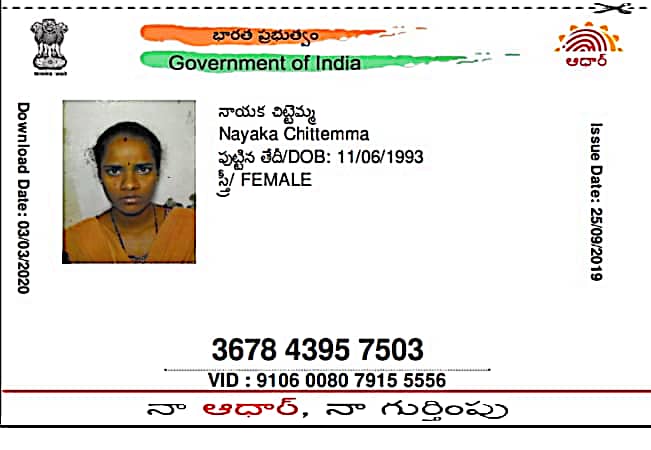 భారత ప్రభుత్వం
Government of India
ఆధార్
Download Date: 03/03/2020
నాయక చిట్టెమ్మ
Nayaka Chittemma
పుట్టిన తేదీ/DOB: 11/06/1993
స్త్రీ/ FEMALE
Issue Date: 25/09/2019
3678 4395 7503
VID : 9106 0080 7915 5556
నా ఆధార్, నా గుర్తింపు